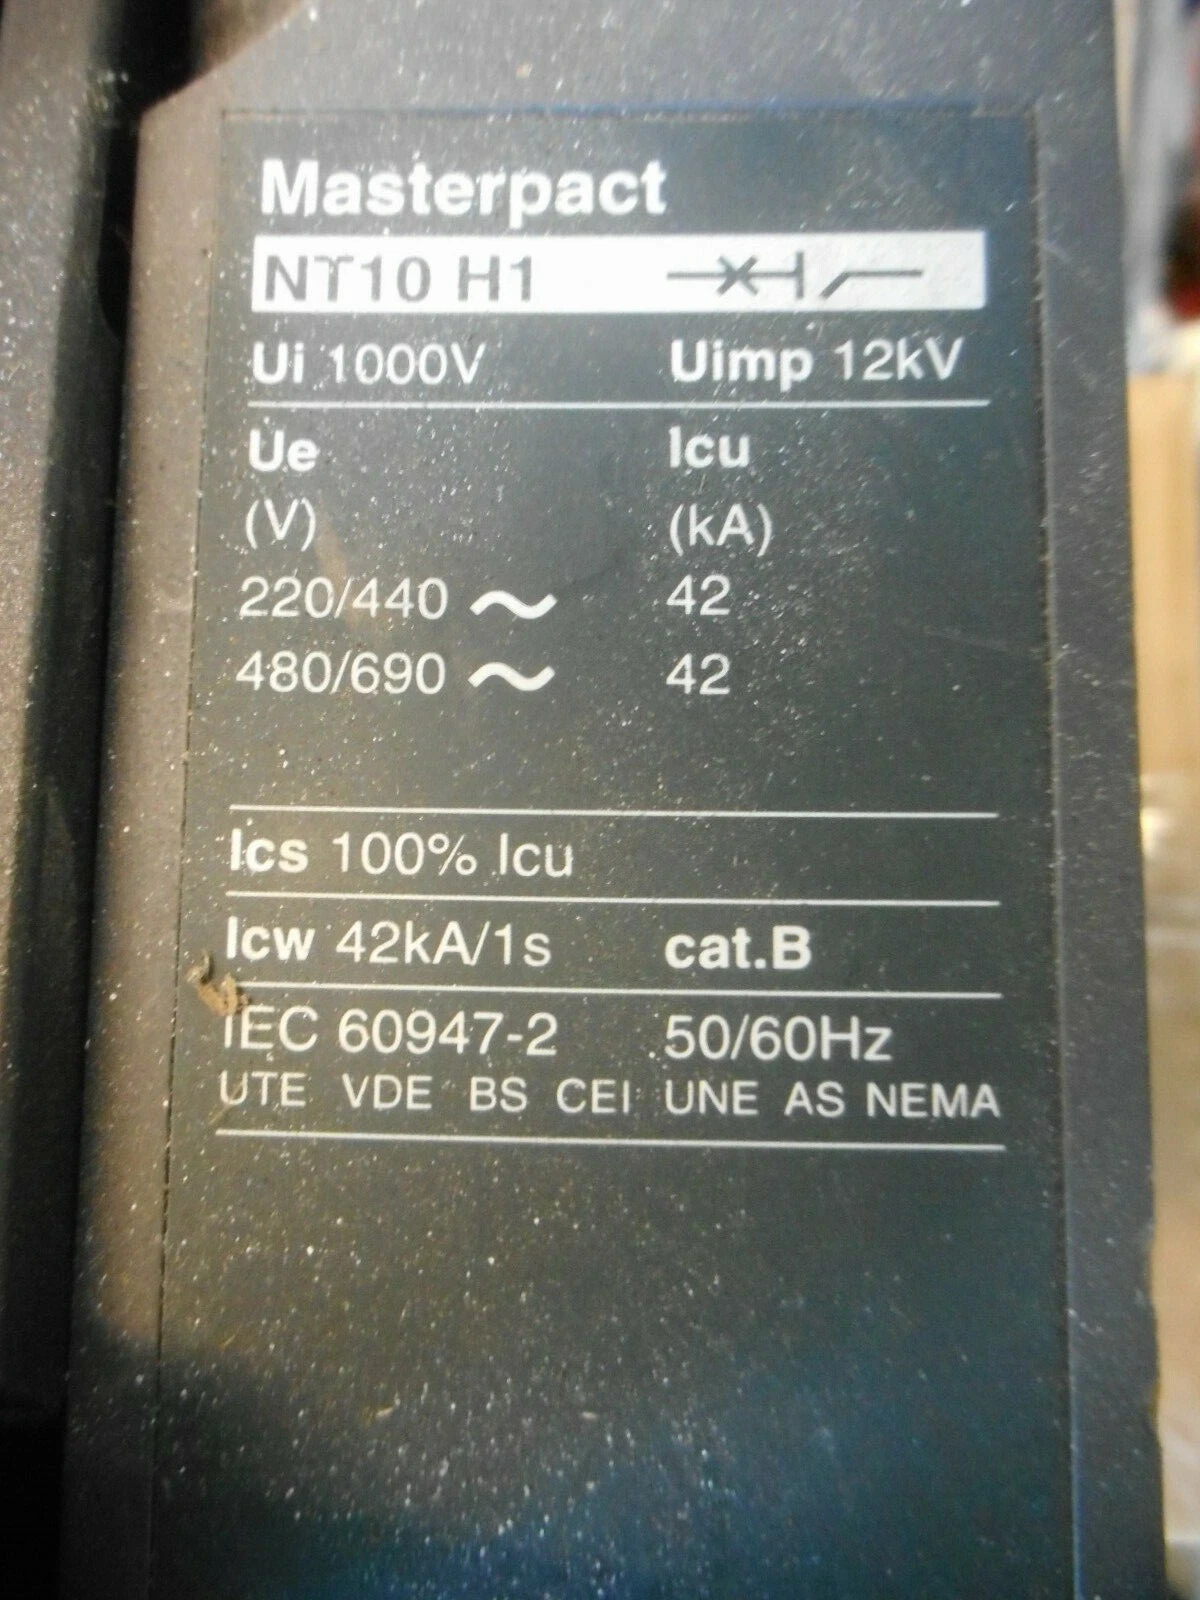 Masterpact
NT10 H1
Ui 1000V Uimp 12kV
Ue Icu
(V) (kA)
220/440 ~ 42
480/690 ~ 42
Ics 100% Icu
Icw 42kA/1s cat.B
IEC 60947-2 50/60Hz
UTE VDE BS CEI UNE AS NEMA